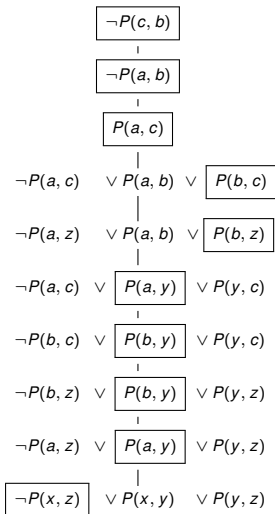 ¬P(c, b)
¬P(a, b)
P(a, c)
¬P(a, c) ∨ P(a, b) ∨ P(b, c)
¬P(a, z) ∨ P(a, b) ∨ P(b, z)
¬P(a, c) ∨ P(a, y) ∨ P(y, c)
¬P(b, c) ∨ P(b, y) ∨ P(y, c)
¬P(b, z) ∨ P(b, y) ∨ P(y, z)
¬P(a, z) ∨ P(a, y) ∨ P(y, z)
¬P(x, z) ∨ P(x, y) ∨ P(y, z)